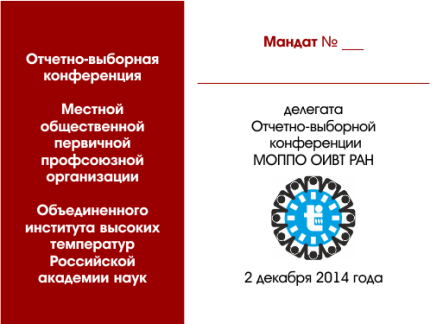 Отчетно-выборная
конференция
Местной
общественной
первичной
профсоюзной
организации
Объединенного
института высоких
температур
Российской
академии наук
Мандат № ___
делегата
Отчетно-выборной
конференции
МОППО ОИВТ РАН
2 декабря 2014 года